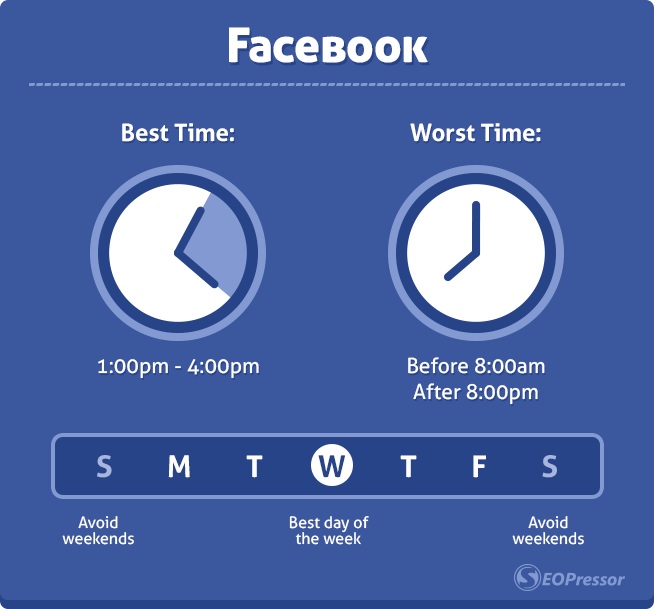 Facebook
Best Time:
Worst Time:
1:00pm - 4:00pm
Before 8:00am
After 8:00pm
S M T W T F S
Avoid
weekends
Best day of
the week
Avoid
weekends
SEOPressor